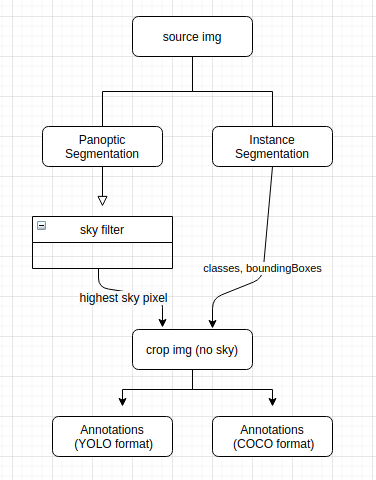 source img
Panoptic
Segmentation
Instance
Segmentation
sky filter
classes, boundingBoxes
highest sky pixel
crop img (no sky)
Annotations
(YOLO format)
Annotations
(COCO format)